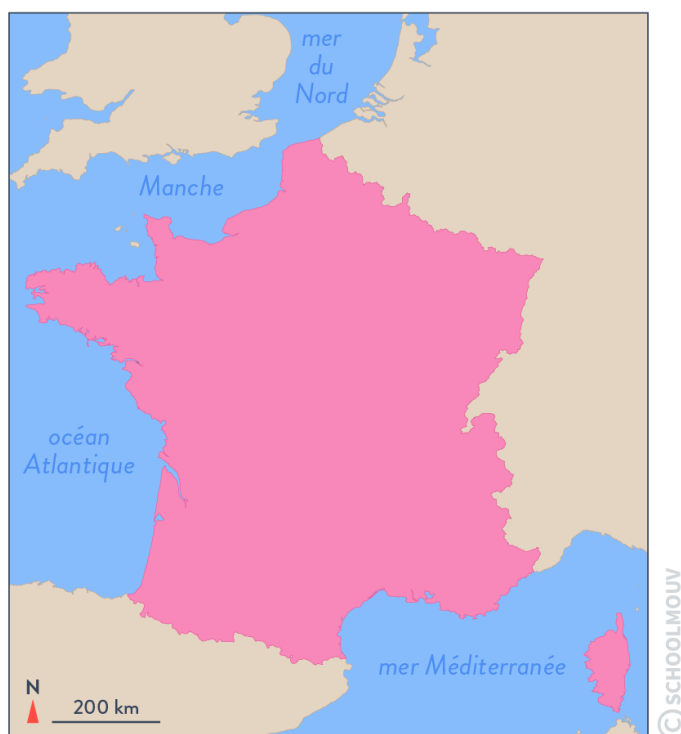 mer
du
Nord
Manche
océan
Atlantique
mer Méditerranée
N
200 km
© SCHOOLMOUV